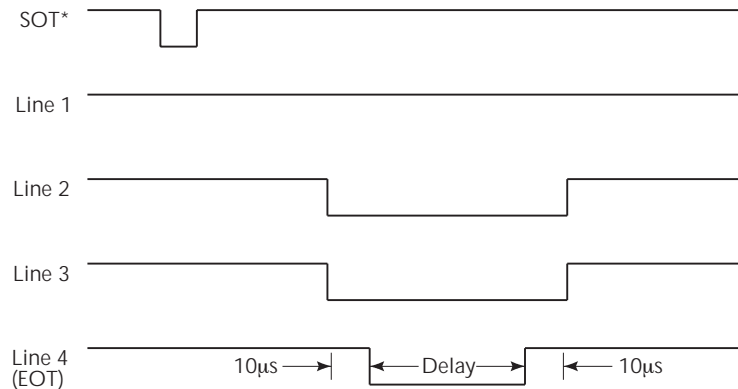 SOT*
Line 1
Line 2
Line 3
Line 4
(EOT)
10µs Delay 10µs